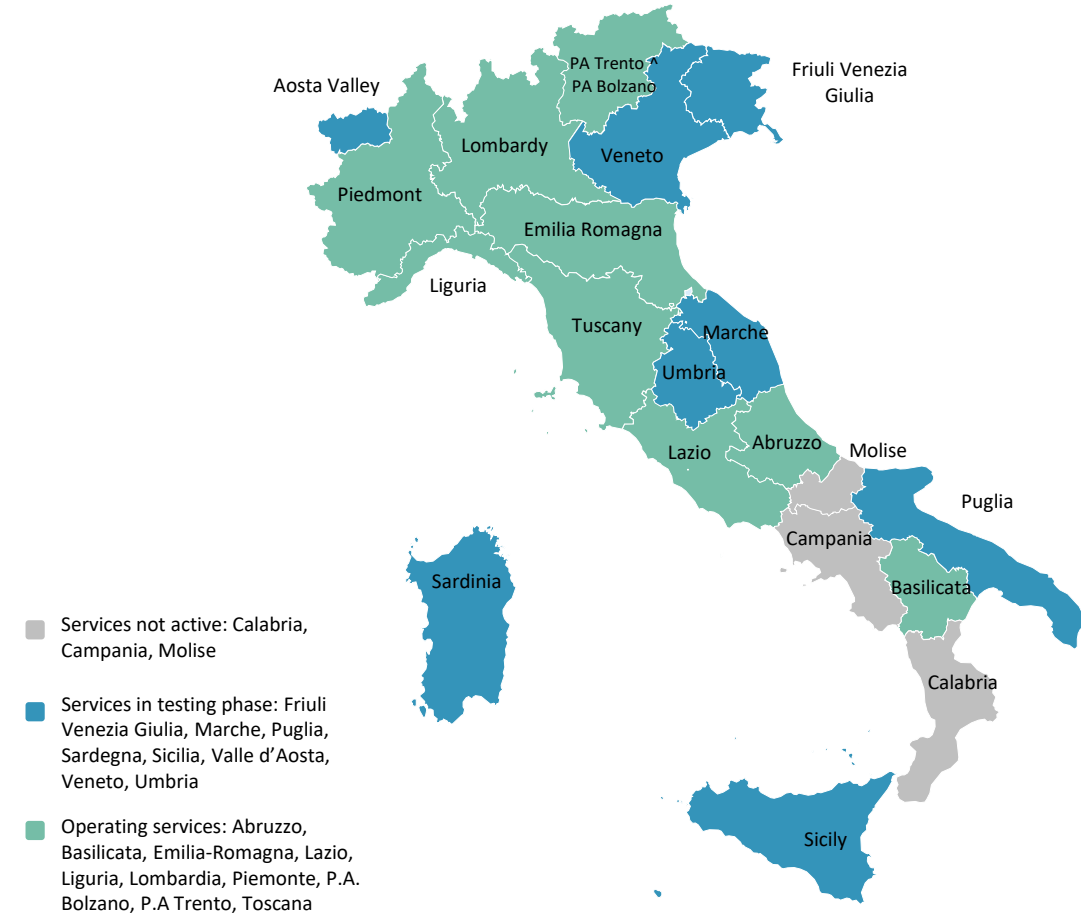 PA Trento ^
PA Bolzano
Friuli Venezia
Giulia
Aosta Valley
Lombardy
Veneto
Piedmont
Emilia Romagna
Liguria
Tuscany
Marche
Umbria
Lazio
Abruzzo
Molise
Puglia
Campania
Sardinia
Basilicata
Calabria
Sicily
Services not active: Calabria,
Campania, Molise
Services in testing phase: Friuli
Venezia Giulia, Marche, Puglia,
Sardegna, Sicilia, Valle d’Aosta,
Veneto, Umbria
Operating services: Abruzzo,
Basilicata, Emilia-Romagna, Lazio,
Liguria, Lombardia, Piemonte, P.A.
Bolzano, P.A Trento, Toscana